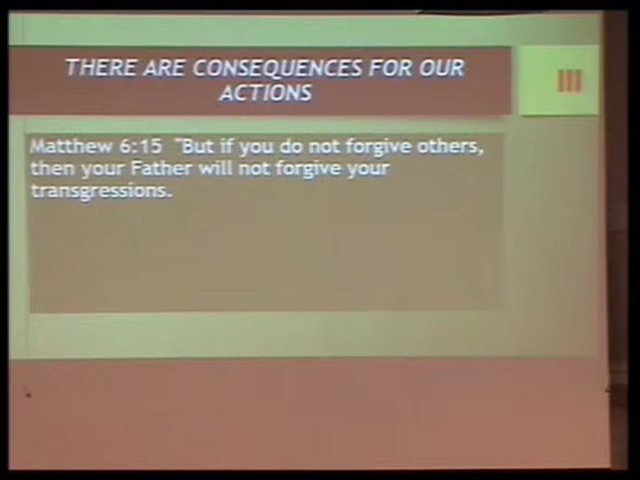 THERE ARE CONSEQUENCES FOR OUR
ACTIONS
III
Matthew 6:15 "But if you do not forgive others,
then your Father will not forgive your
transgressions.